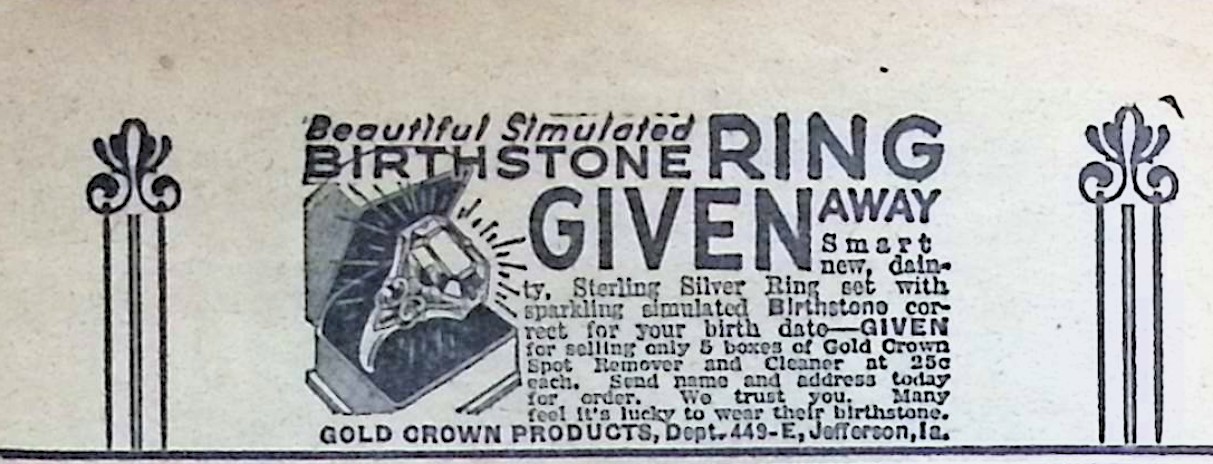 Beautiful Simulated
BIRTHSTONE RING
GIVEN AWAY
Smart
new, dain-
ty, Sterling Silver Ring set with
sparkling simulated Birthstone cor-
rect for your birth date—GIVEN
for selling only 5 boxes of Gold Crown
Spot Remover and Cleaner at 25c
each. Send name and address today
for order. We trust you. Many
feel it's lucky to wear their birthstone.
GOLD CROWN PRODUCTS, Dept. 449-E, Jefferson, Ia.